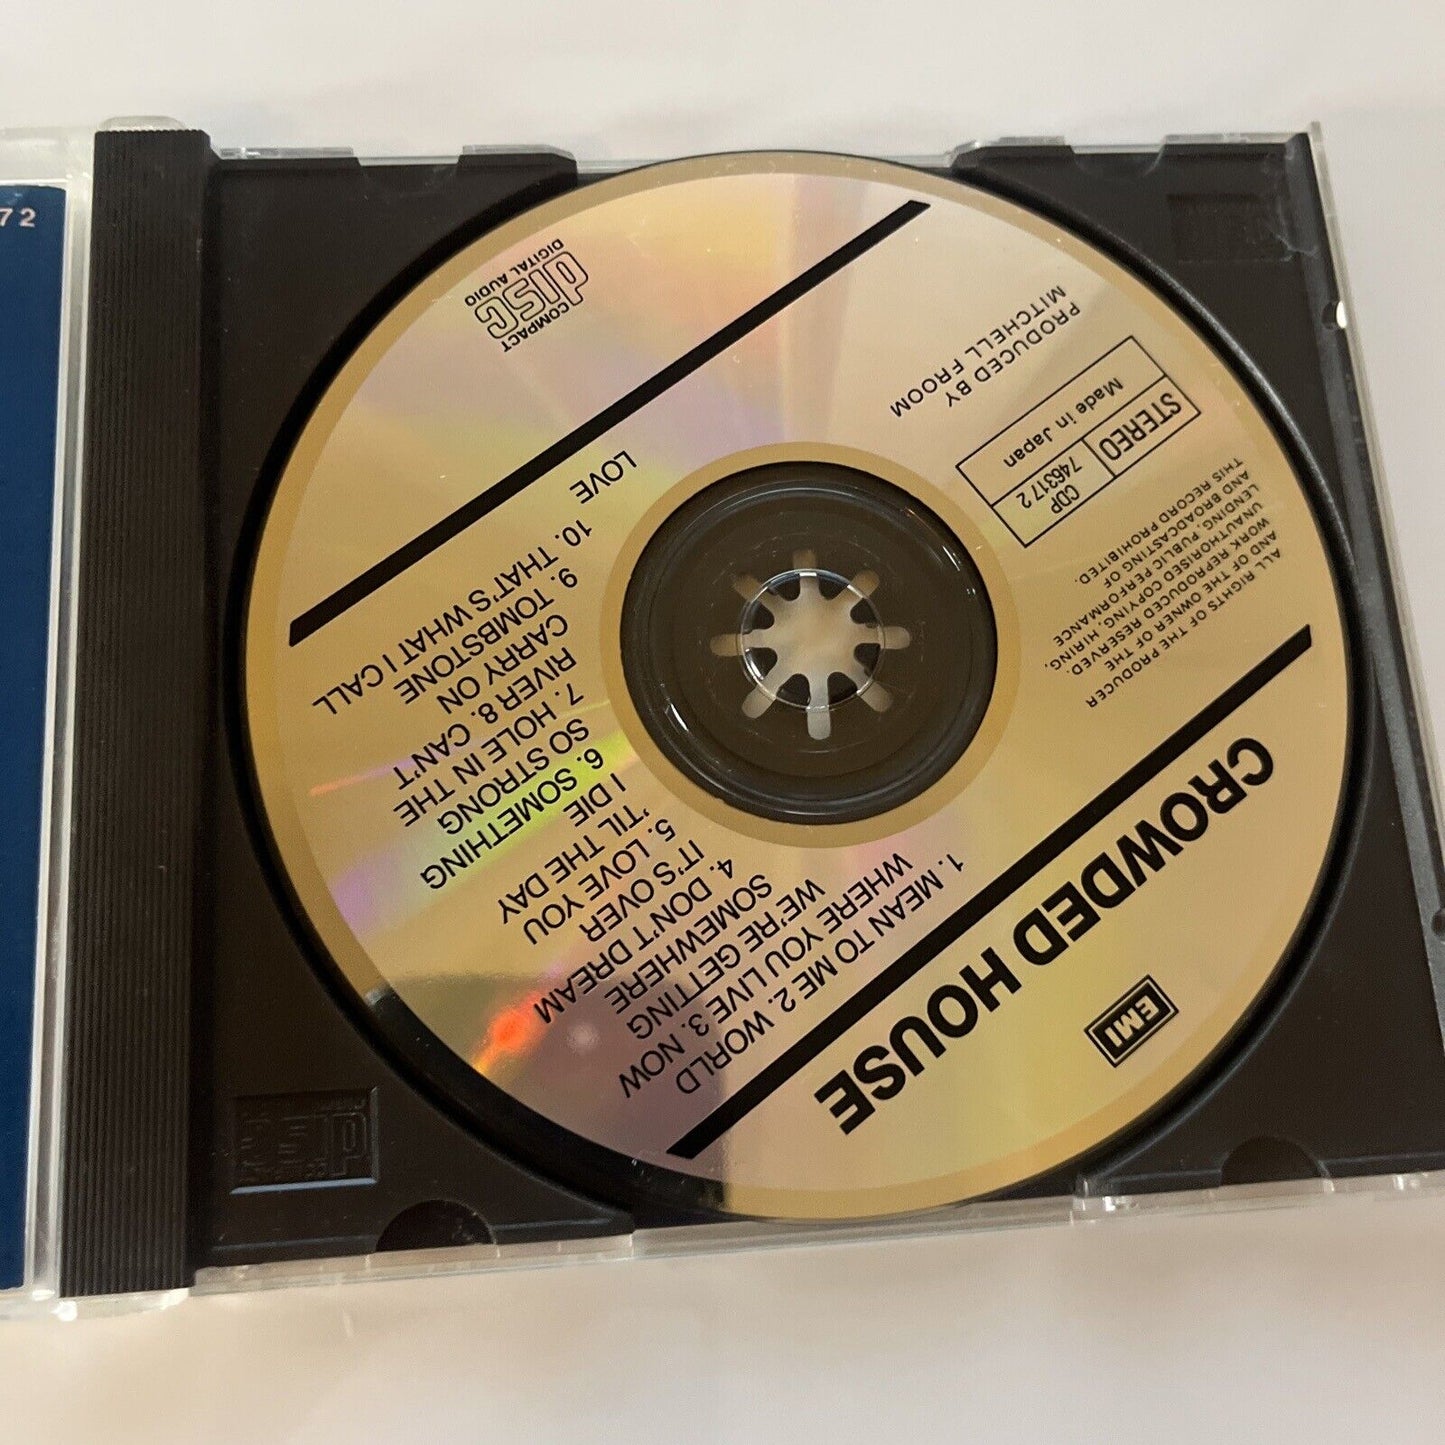 72
EMI
CROWDED HOUSE
1. MEAN TO ME 2. WORLD
WHERE YOU LIVE 3. NOW
WE'RE GETTING
SOMEWHERE
4. DON'T DREAM
IT'S OVER
5. LOVE YOU
'TIL THE DAY
I DIE
6. SOMETHING
SO STRONG
7. HOLE IN THE
RIVER 8. CAN'T
CARRY ON
9. TOMBSTONE
10. THAT'S WHAT I CALL
LOVE
ALL RIGHTS OF THE PRODUCER
AND OF THE OWNER OF THE
WORK REPRODUCED RESERVED.
UNAUTHORISED COPYING, HIRING,
LENDING, PUBLIC PERFORMANCE
AND BROADCASTING OF
THIS RECORD PROHIBITED.
CDP
746317 2
STEREO
Made in Japan
PRODUCED BY
MITCHELL FROOM
COMPACT
disc
DIGITAL AUDIO